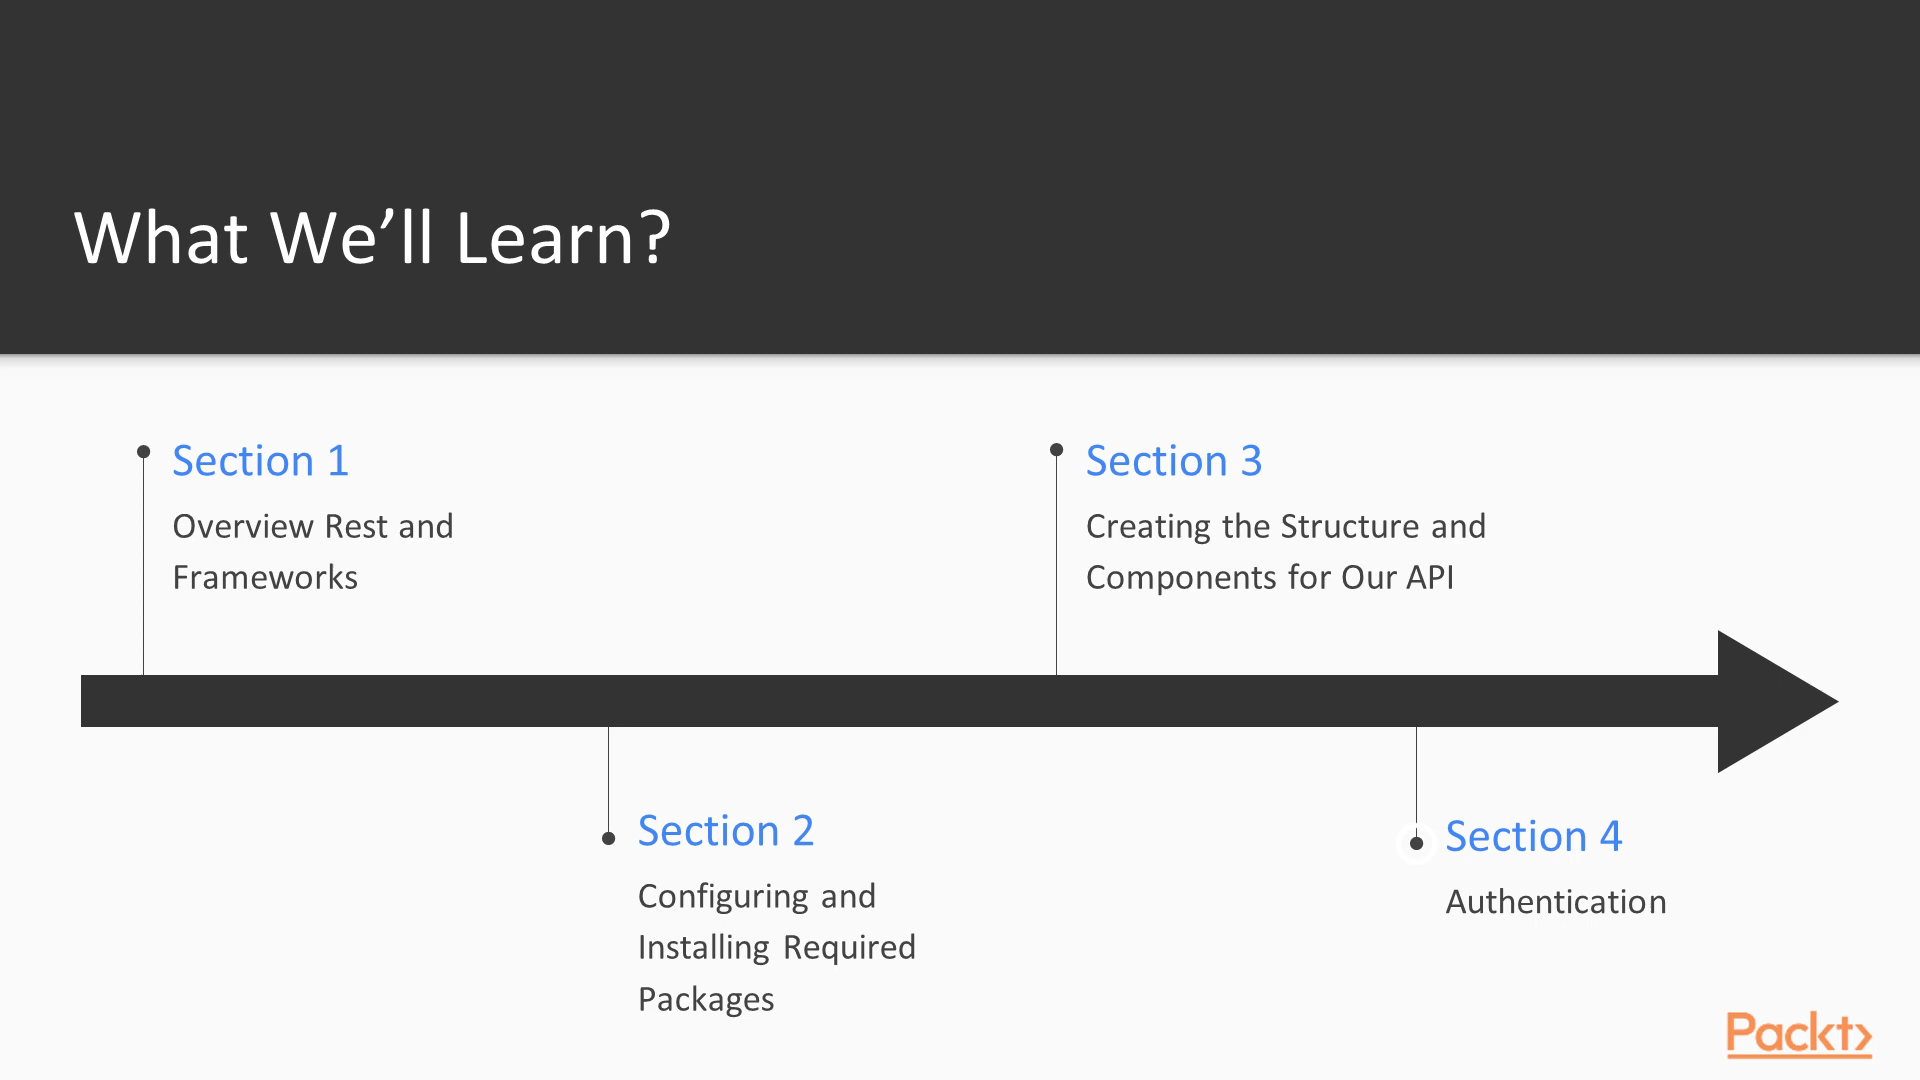 What We’ll Learn?
Section 1
Overview Rest and
Frameworks
Section 3
Creating the Structure and
Components for Our API
Section 2
Configuring and
Installing Required
Packages
Section 4
Authentication
Packt>